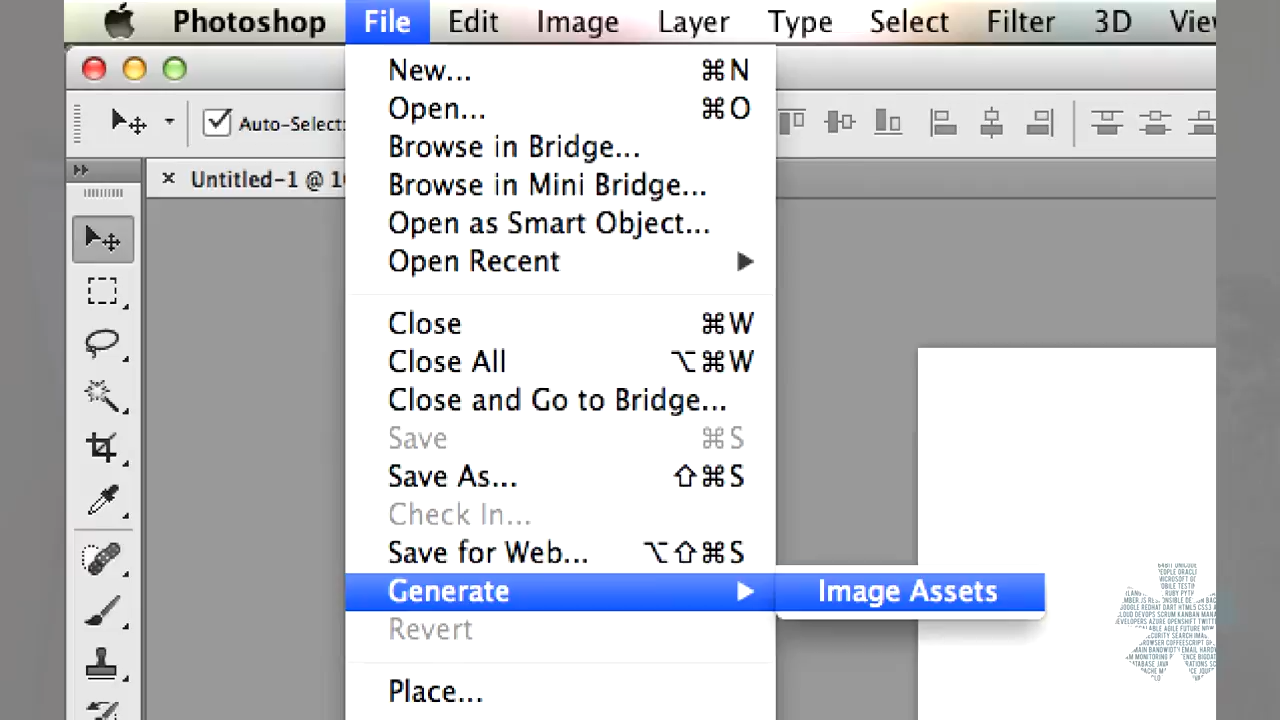 Photoshop File Edit Image Layer Type Select Filter 3D
New... ⌘N
Open... ⌘O
Auto-Select:
Browse in Bridge...
Browse in Mini Bridge...
× Untitled-1 @
Open as Smart Object...
Open Recent
Close ⌘W
Close All ⌥⌘W
Close and Go to Bridge...
Save ⌘S
Save As... ⇧⌘S
Check In...
Save for Web... ⌥⇧⌘S
Generate Image Assets
Revert
Place...